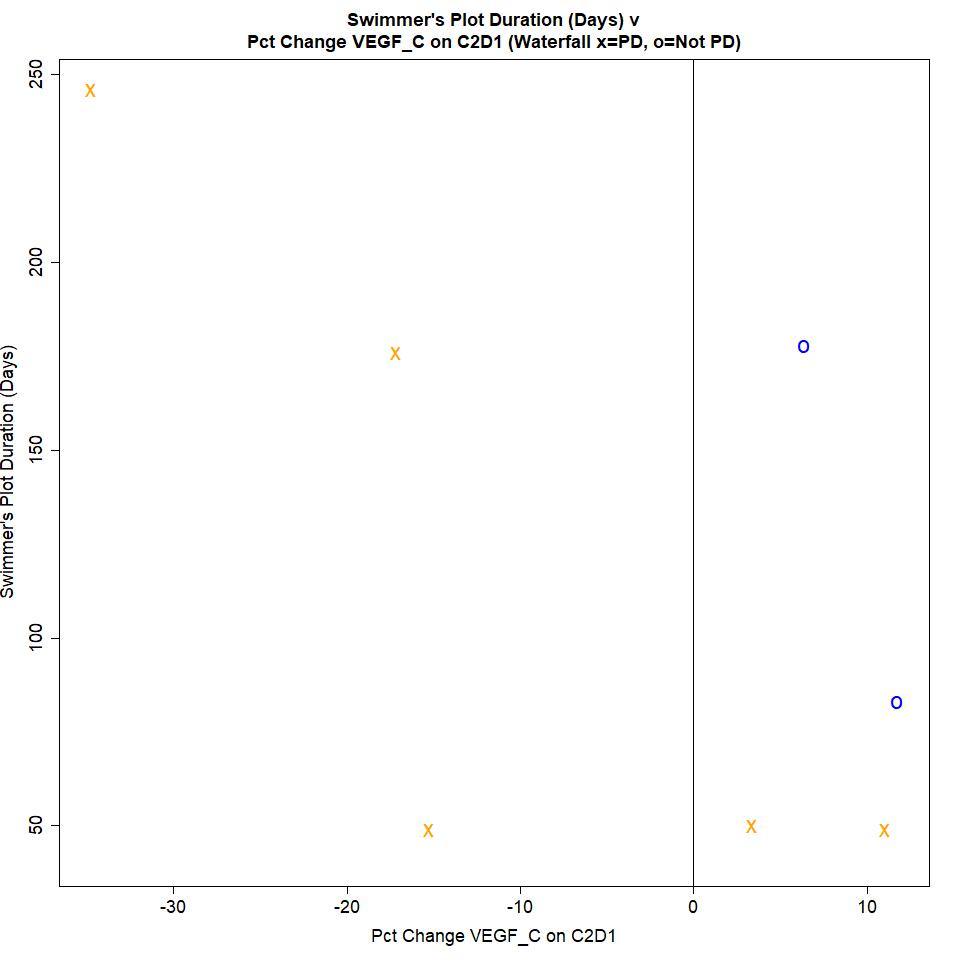 Swimmer's Plot Duration (Days) v
Pct Change VEGF_C on C2D1 (Waterfall x=PD, o=Not PD)
250
200
150
100
50
Swimmer's Plot Duration (Days)
X
X
O
O
X
X
X
-30
-20
-10
0
10
Pct Change VEGF_C on C2D1